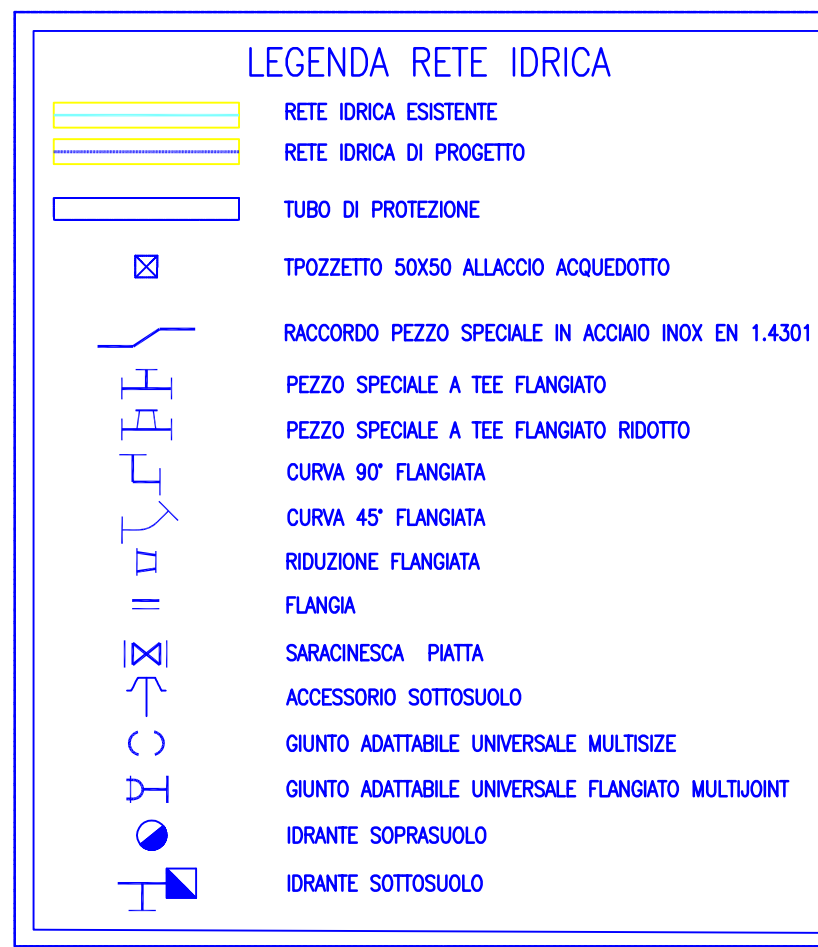 LEGENDA RETE IDRICA
RETE IDRICA ESISTENTE
RETE IDRICA DI PROGETTO
TUBO DI PROTEZIONE
TPOZZETTO 50X50 ALLACCIO ACQUEDOTTO
RACCORDO PEZZO SPECIALE IN ACCIAIO INOX EN 1.4301
PEZZO SPECIALE A TEE FLANGIATO
PEZZO SPECIALE A TEE FLANGIATO RIDOTTO
CURVA 90° FLANGIATA
CURVA 45° FLANGIATA
RIDUZIONE FLANGIATA
FLANGIA
SARACINESCA PIATTA
ACCESSORIO SOTTOSUOLO
GIUNTO ADATTABILE UNIVERSALE MULTISIZE
GIUNTO ADATTABILE UNIVERSALE FLANGIATO MULTIJOINT
IDRANTE SOPRASUOLO
IDRANTE SOTTOSUOLO